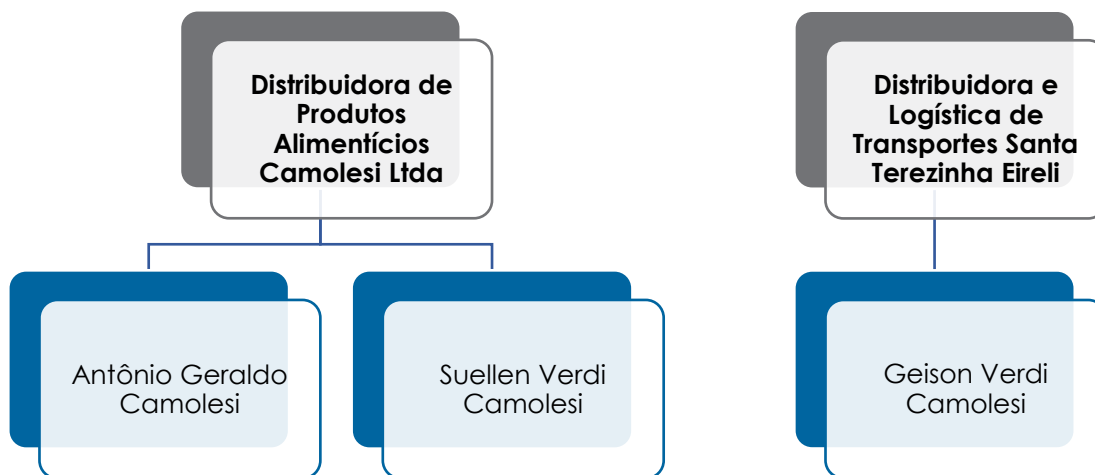 Distribuidora de
Produtos
Alimentícios
Camolesi Ltda
Distribuidora e
Logística de
Transportes Santa
Terezinha Eireli
Antônio Geraldo
Camolesi
Suellen Verdi
Camolesi
Geison Verdi
Camolesi